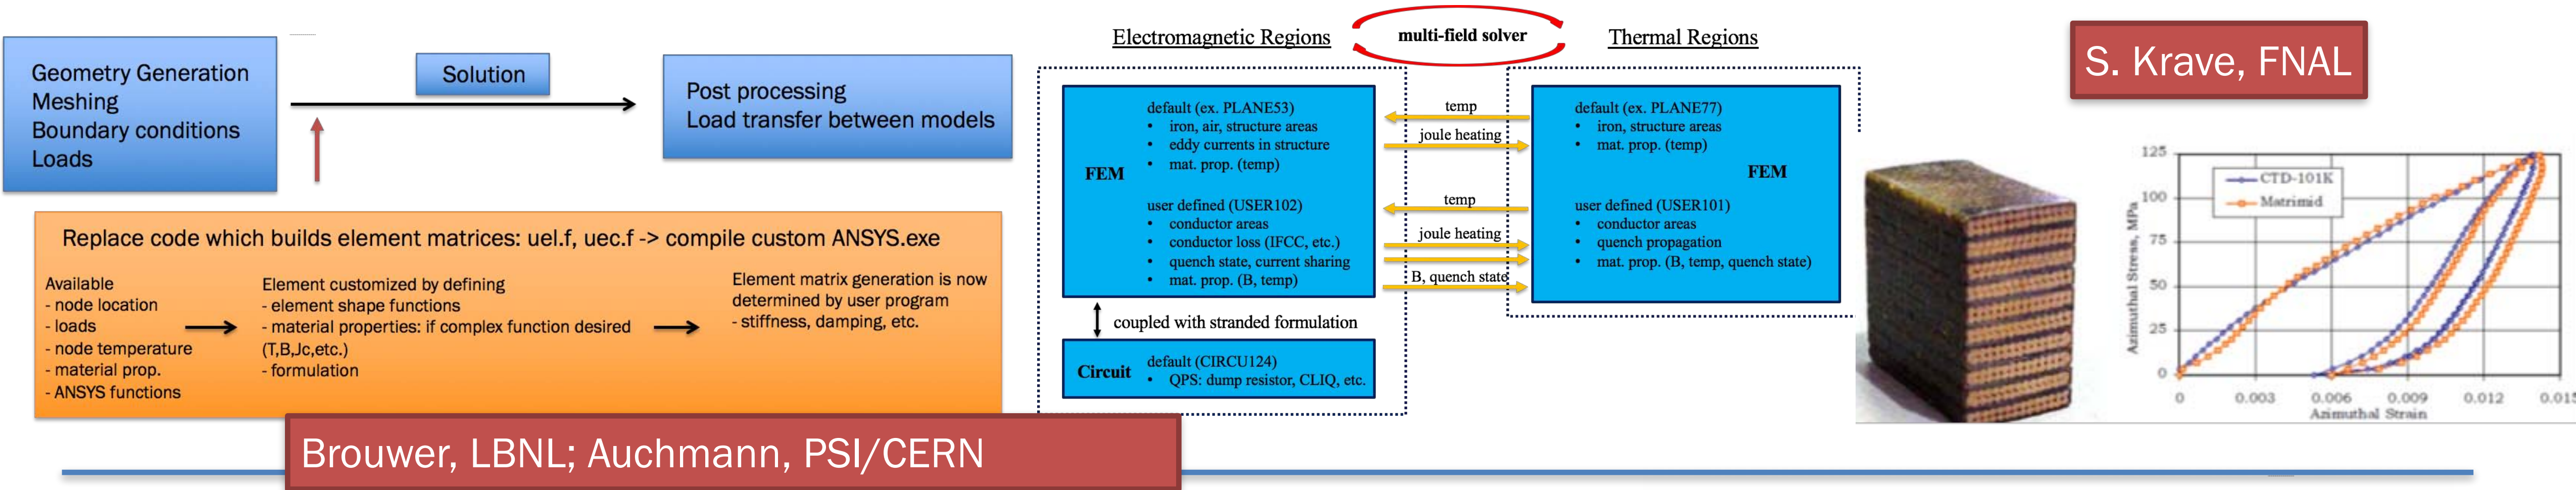 Geometry Generation
Meshing
Boundary conditions
Loads
Solution
Post processing
Load transfer between models
Replace code which builds element matrices: uel.f, uec.f -> compile custom ANSYS.exe
Available
- node location
- loads
- node temperature
- material prop.
- ANSYS functions
Element customized by defining
- element shape functions
- material properties: if complex function desired
(T,B,Jc,etc.)
- formulation
Element matrix generation is now
determined by user program
- stiffness, damping, etc.
Brouwer, LBNL; Auchmann, PSI/CERN
Electromagnetic Regions
multi-field solver
Thermal Regions
FEM
default (ex. PLANE53)
• iron, air, structure areas
• eddy currents in structure
• mat. prop. (temp)
user defined (USER102)
• conductor areas
• conductor loss (IFCC, etc.)
• quench state, current sharing
• mat. prop. (B, temp)
temp
joule heating
temp
joule heating
B, quench state
default (ex. PLANE77)
• iron, structure areas
• mat. prop. (temp)
FEM
user defined (USER101)
• conductor areas
• quench propagation
• mat. prop. (B, temp, quench state)
coupled with stranded formulation
Circuit
default (CIRCU124)
• QPS: dump resistor, CLIQ, etc.
S. Krave, FNAL
Azimuthal Stress, MPa
125
100
75
50
25
0
CTD-101K
Matrimid
0 0.003 0.006 0.009 0.012 0.015
Azimuthal Strain